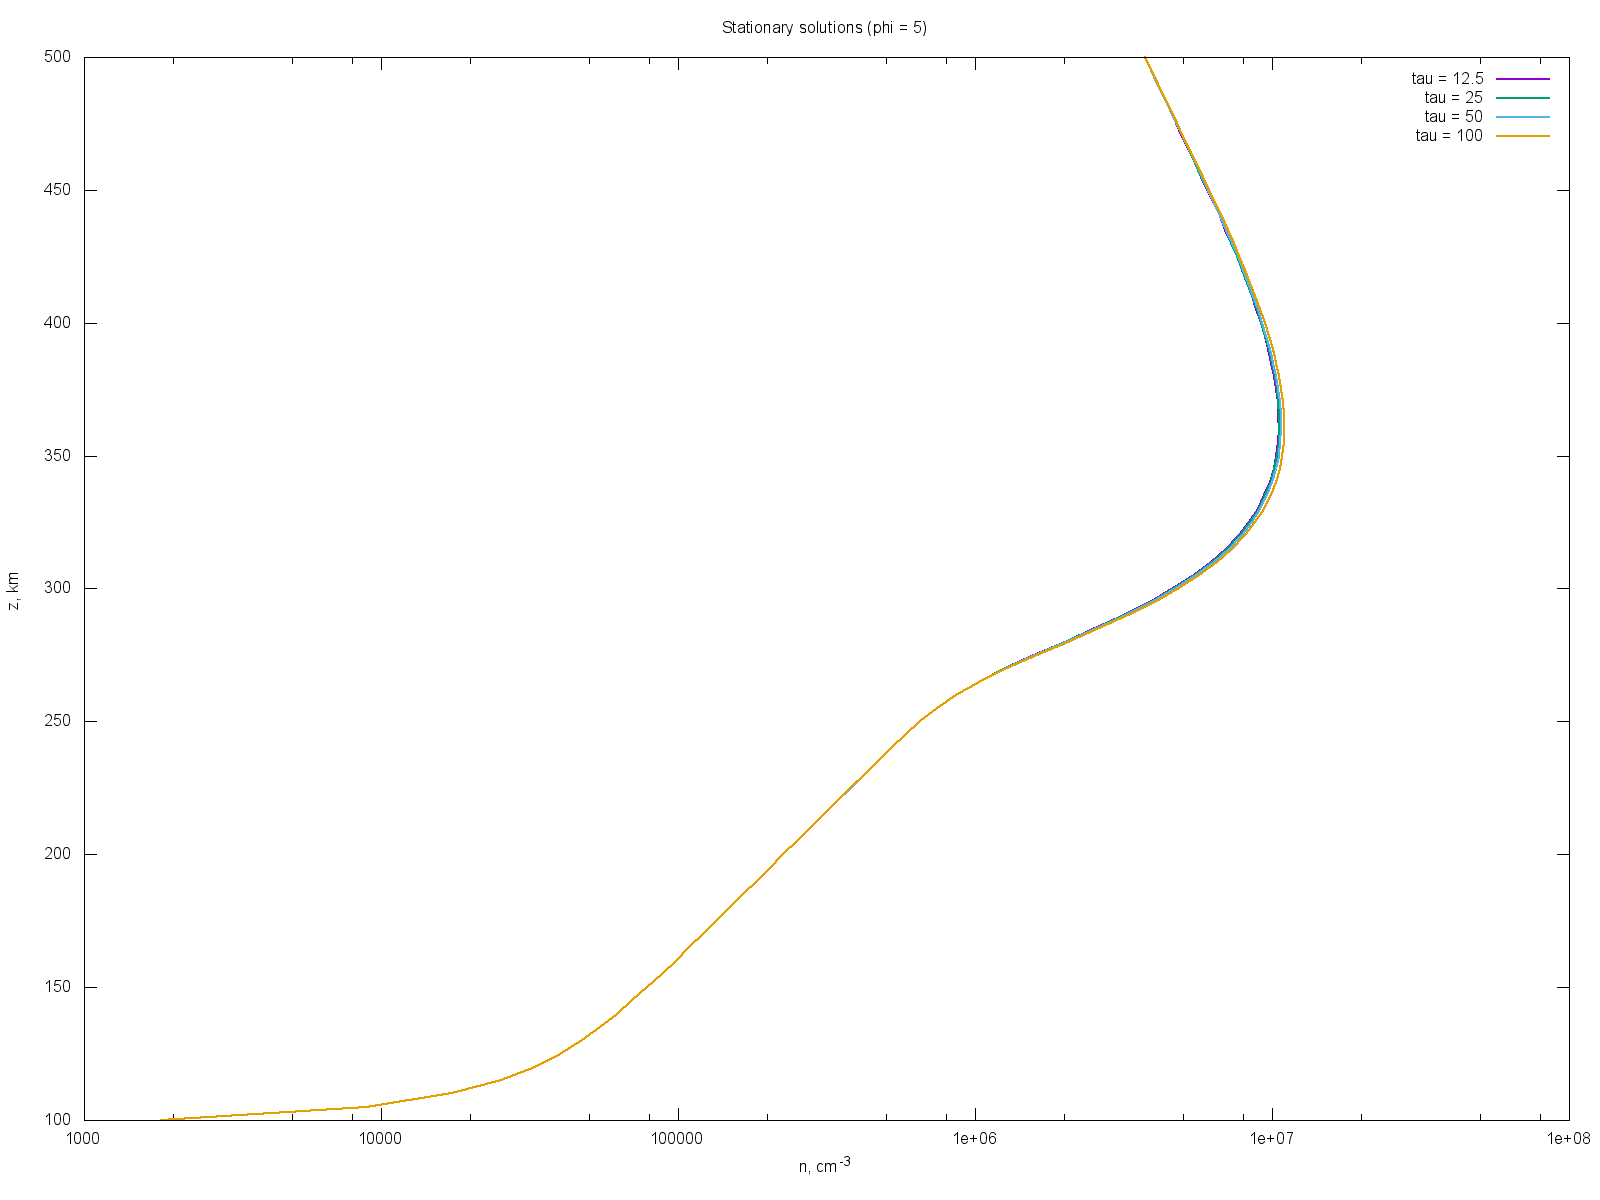 Stationary solutions (phi = 5)
500
450
400
350
300
250
200
150
100
z, km
tau = 12.5
tau = 25
tau = 50
tau = 100
1000
10000
100000
1e+06
1e+07
1e+08
n, cm-3